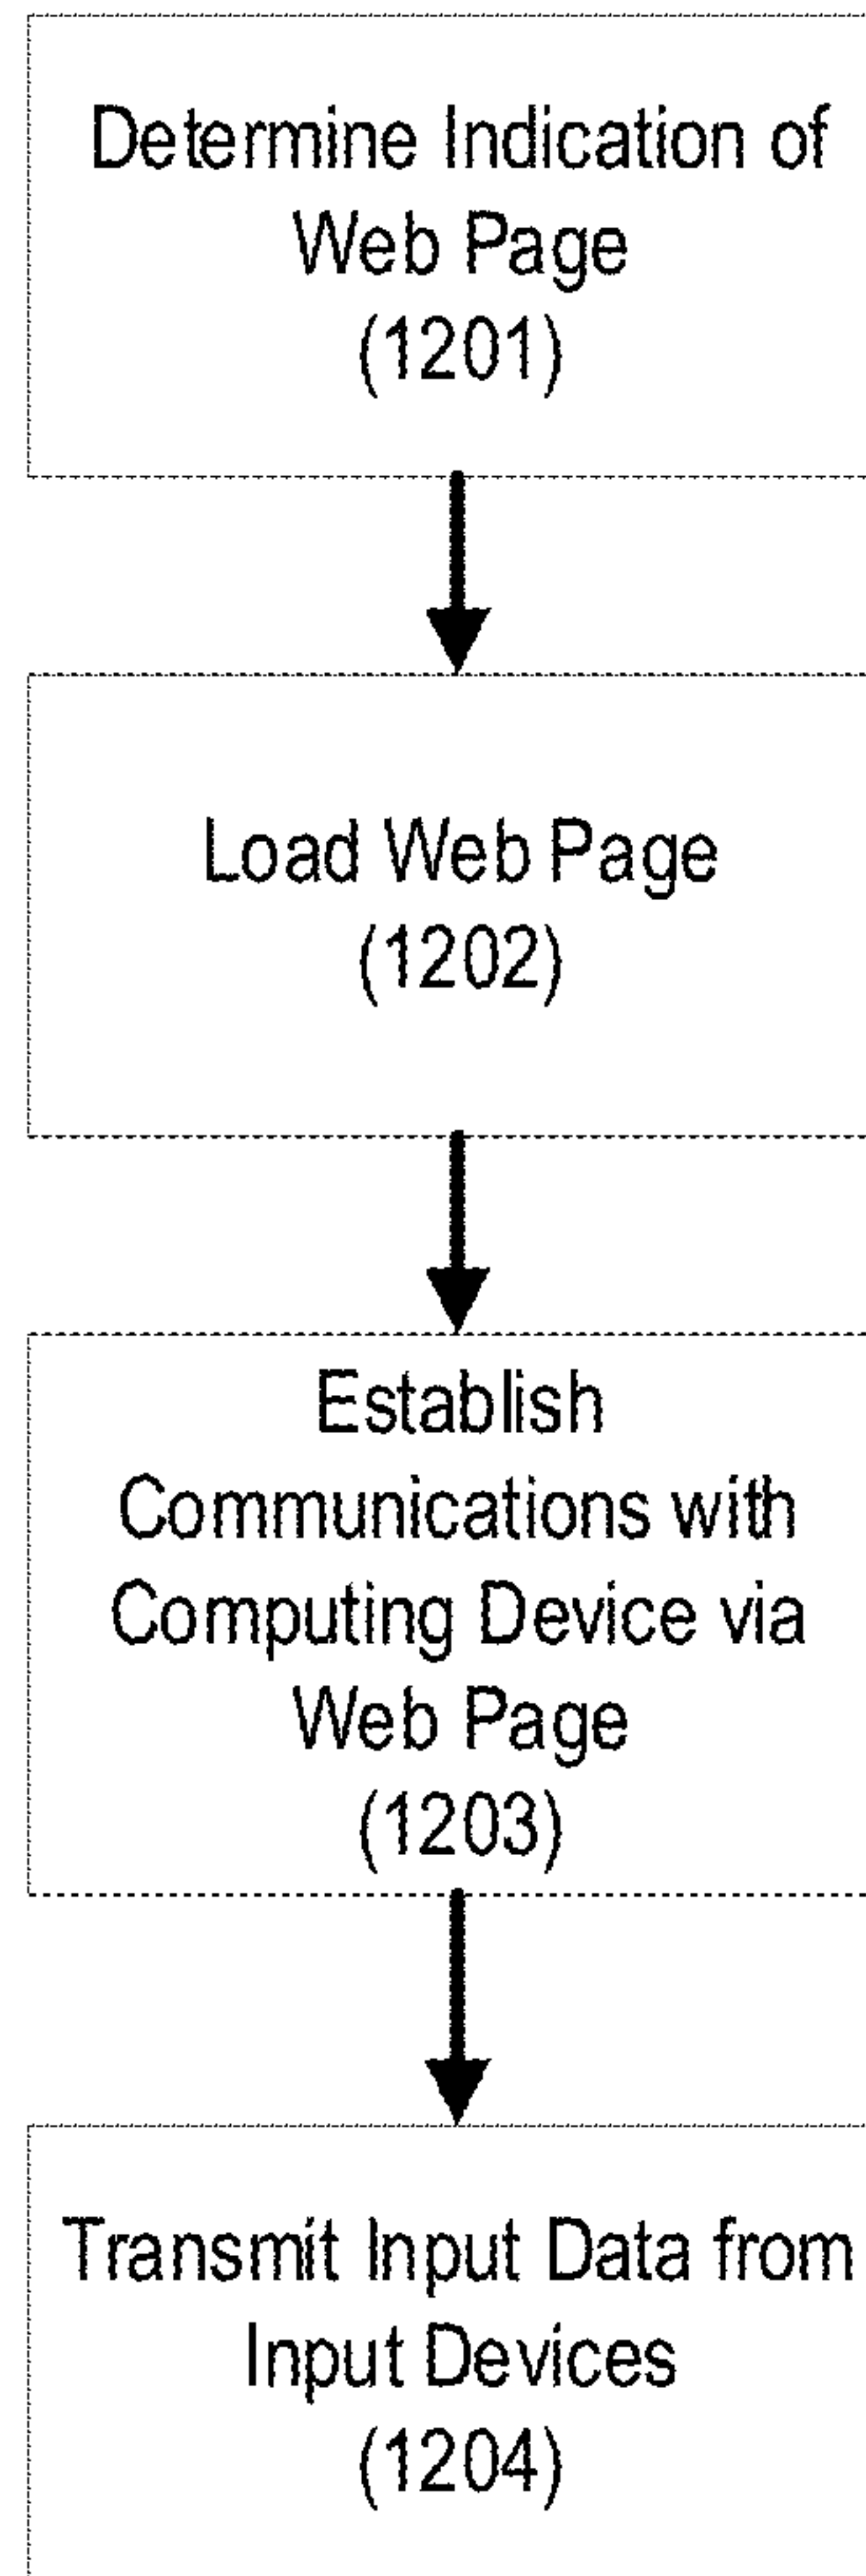 Determine Indication of
Web Page
(1201)
Load Web Page
(1202)
Establish
Communications with
Computing Device via
Web Page
(1203)
Transmit Input Data from
Input Devices
(1204)